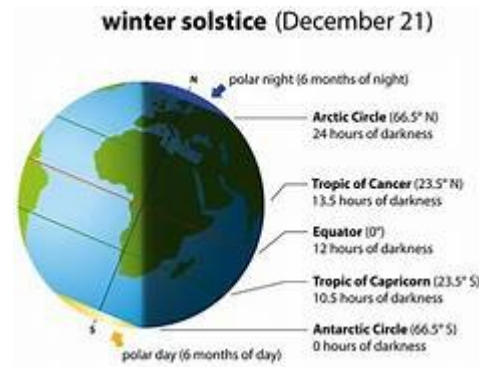 winter solstice (December 21)
N
polar night (6 months of night)
Arctic Circle (66.5° N)
24 hours of darkness
Tropic of Cancer (23.5° N)
13.5 hours of darkness
Equator (0°)
12 hours of darkness
Tropic of Capricorn (23.5° S)
10.5 hours of darkness
Antarctic Circle (66.5° S)
0 hours of darkness
S
polar day (6 months of day)